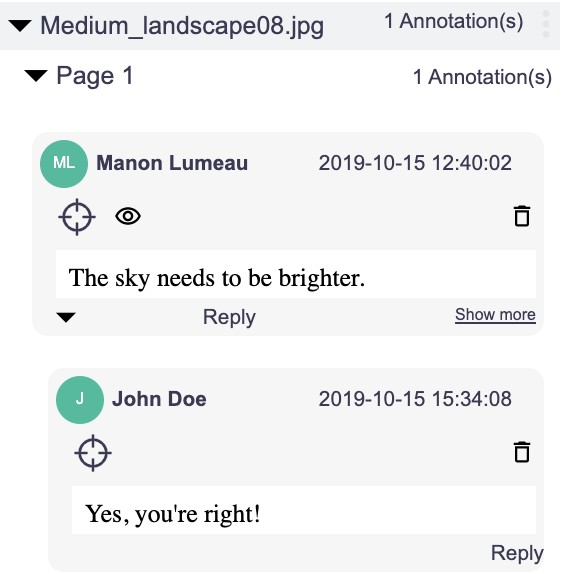 Medium_landscape08.jpg 1 Annotation(s)
Page 1 1 Annotation(s)
ML Manon Lumeau 2019-10-15 12:40:02
The sky needs to be brighter.
Reply Show more
J John Doe 2019-10-15 15:34:08
Yes, you're right!
Reply